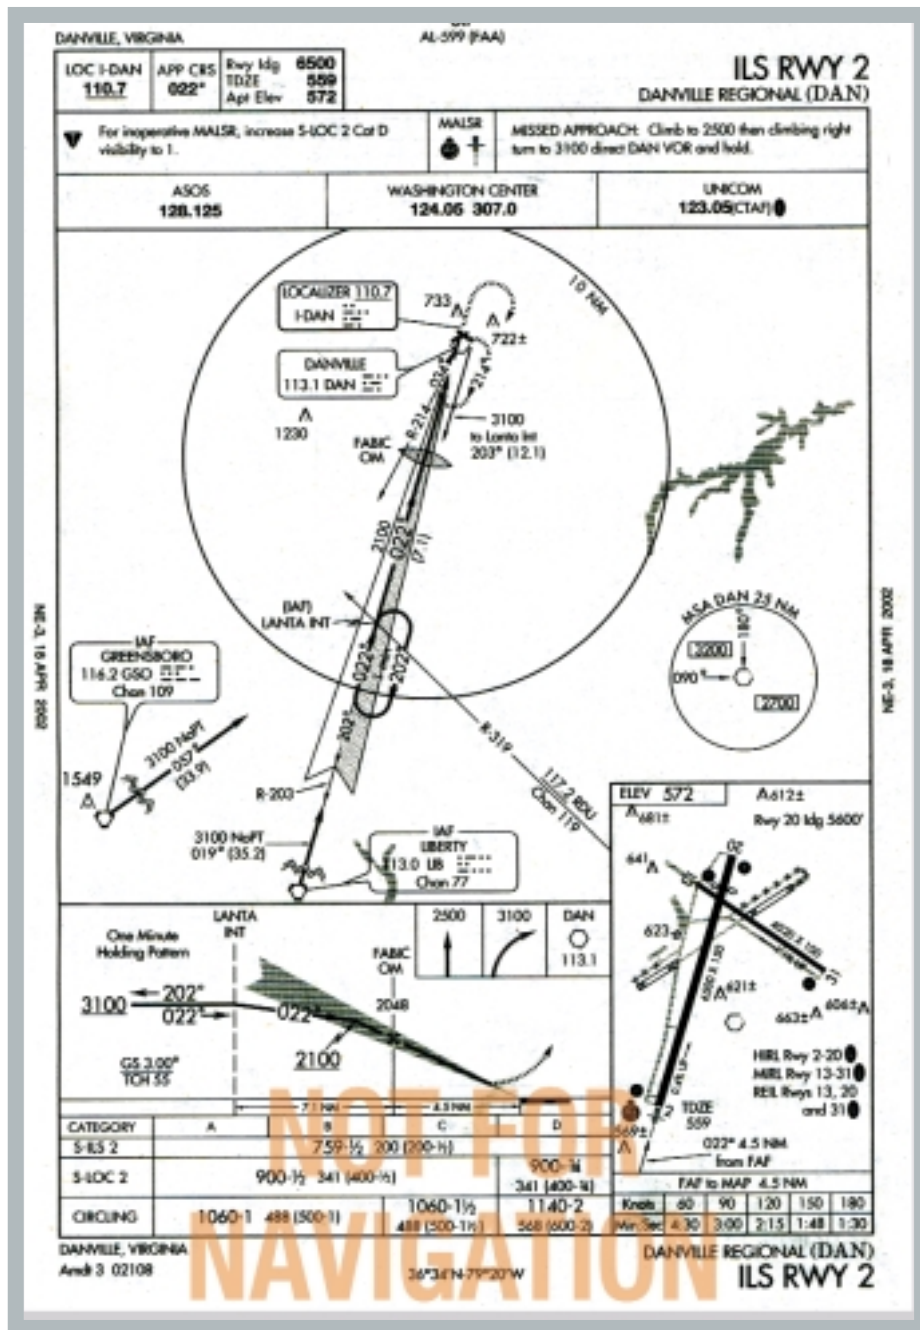 DANVILLE, VIRGINIA
AL-599 (FAA)
LOC I-DAN
110.7
APP CRS
022°
Rwy ldg 6500
TDZE 559
Apt Elev 572
ILS RWY 2
DANVILLE REGIONAL (DAN)
▼
For inoperative MALSR, increase S-LOC 2 Cat D
visibility to 1.
MALSR
MISSED APPROACH: Climb to 2500 then climbing right
turn to 3100 direct DAN VOR and hold.
ASOS
128.125
WASHINGTON CENTER
124.05 307.0
UNICOM
123.05 (CTAF)
10 NM
LOCALIZER 110.7
I-DAN
733
722±
DANVILLE
113.1 DAN
034°
214°
R-214
1230
3100
to Lanta Int
203° (12.1)
FABIC
OM
3100
022°
(7.1)
(IAF)
LANTA INT
022°
202°
MSA DAN 25 NM
180°
3200
090°
2700
IAF
GREENSBORO
116.2 GSO
Chan 109
3100 NoPT
057°
(33.9)
1549
202°
R-203
R-319
117.2 RDU
Chan 119
3100 NoPT
019° (35.2)
IAF
LIBERTY
113.0 LIB
Chan 77
NE-3, 18 APR 2002
NE-3, 18 APR 2002
ELEV 572
612±
681±
Rwy 20 ldg 5600'
641
20
623
6500 X 150
31
621±
606±
663±
HIRL Rwy 2-20
MIRL Rwy 13-31
REIL Rwys 13, 20
and 31
2
TDZE
559
569±
022° 4.5 NM
from FAF
One Minute
Holding Pattern
LANTA
INT
FABIC
OM
2500
3100
DAN
113.1
2048
3100
202°
022°
022°
2100
GS 3.00°
TCH 55
7.1 NM
4.5 NM
CATEGORY A B C D
S-ILS 2 759-½ 200 (200-½)
S-LOC 2 900-½ 341 (400-½) 900-¾ 341 (400-¾)
CIRCLING 1060-1 488 (500-1) 1060-1½ 488 (500-1½) 1140-2 568 (600-2)
FAF to MAP 4.5 NM
Knots 60 90 120 150 180
Min:Sec 4:30 3:00 2:15 1:48 1:30
NOT FOR
NAVIGATION
DANVILLE, VIRGINIA
Amdt 3 02108
36°34'N-79°20'W
DANVILLE REGIONAL (DAN)
ILS RWY 2